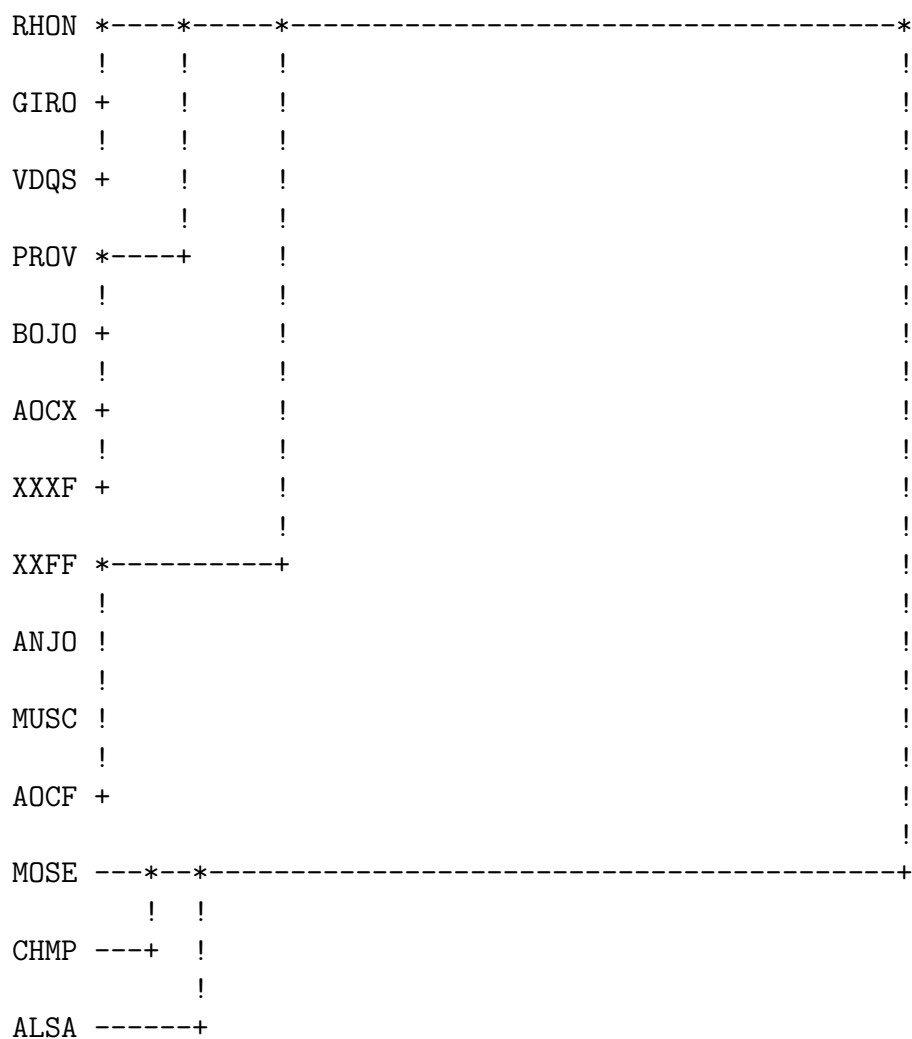 RHON *----*-----*-------------------------------------*
     !    !     !                                     !
GIRO +    !     !                                     !
     !    !     !                                     !
VDQS +    !     !                                     !
          !     !                                     !
PROV *----+     !                                     !
     !          !                                     !
BOJO +          !                                     !
     !          !                                     !
AOCX +          !                                     !
     !          !                                     !
XXXF +          !                                     !
                !                                     !
XXFF *----------+                                     !
     !                                                !
ANJO !                                                !
     !                                                !
MUSC !                                                !
     !                                                !
AOCF +                                                !
                                                      !
MOSE ---*--*------------------------------------------+
        !  !
CHMP ---+  !
           !
ALSA ------+